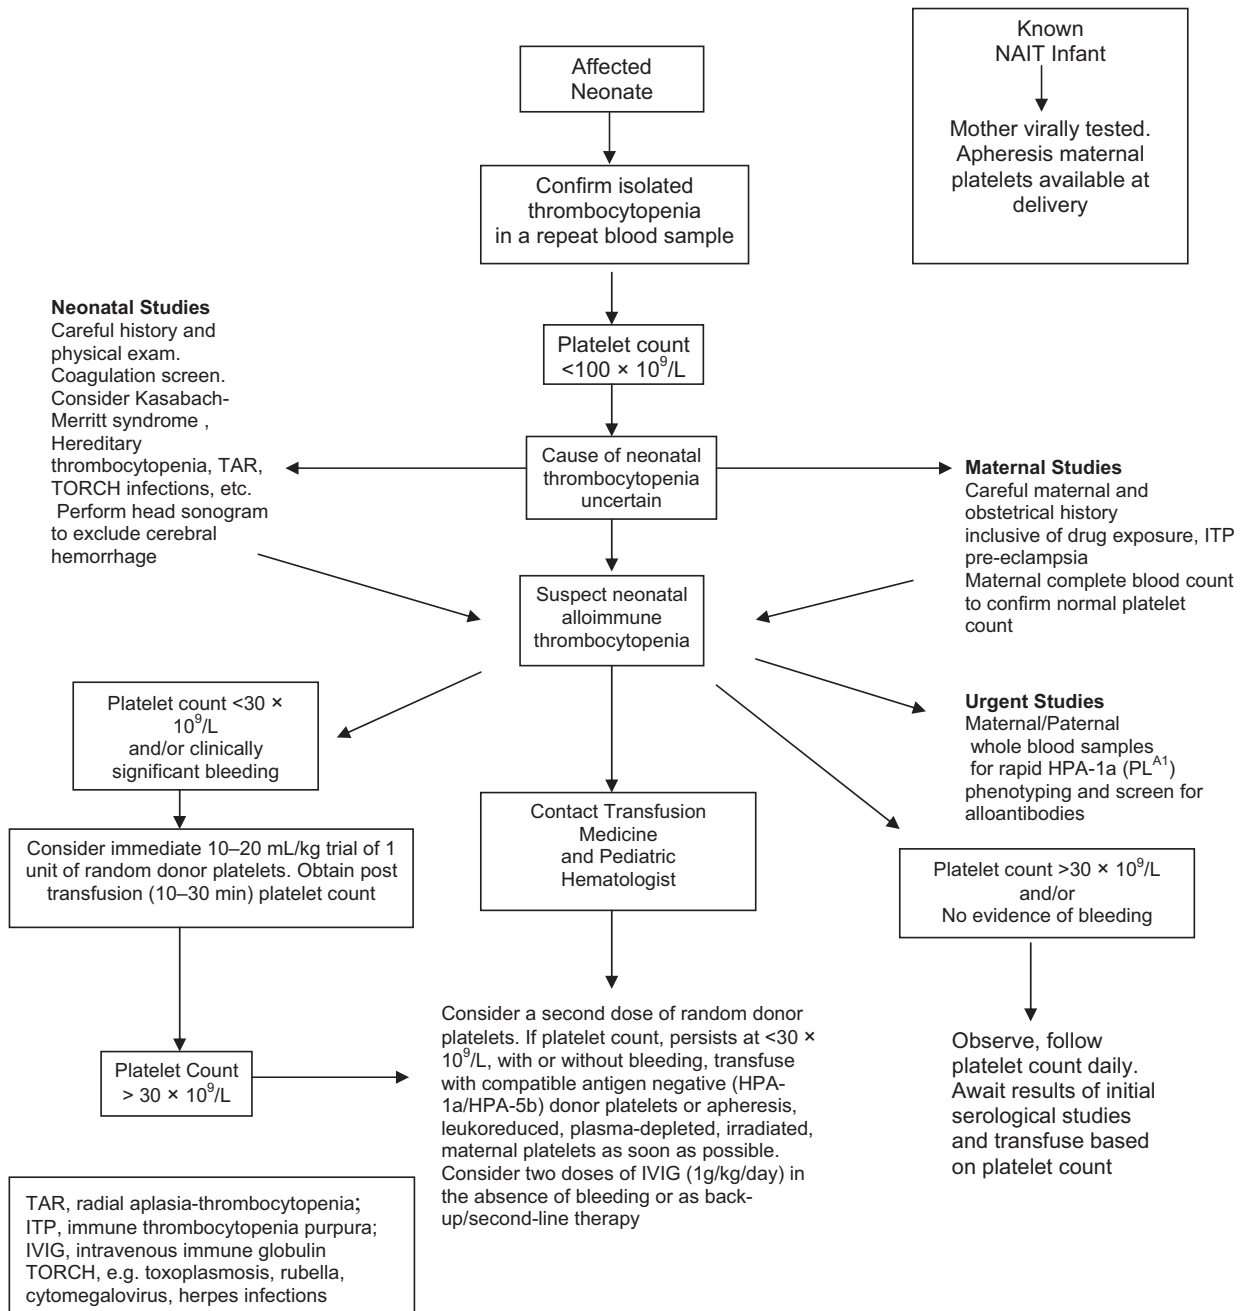 Affected
Neonate
Known
NAIT Infant
Mother virally tested.
Apheresis maternal
platelets available at
delivery
Confirm isolated
thrombocytopenia
in a repeat blood sample
Platelet count
<100 × 10⁹/L
Neonatal Studies
Careful history and
physical exam.
Coagulation screen.
Consider Kasabach-
Merritt syndrome ,
Hereditary
thrombocytopenia, TAR,
TORCH infections, etc.
Perform head sonogram
to exclude cerebral
hemorrhage
Cause of neonatal
thrombocytopenia
uncertain
Maternal Studies
Careful maternal and
obstetrical history
inclusive of drug exposure, ITP
pre-eclampsia
Maternal complete blood count
to confirm normal platelet
count
Suspect neonatal
alloimmune
thrombocytopenia
Platelet count <30 ×
10⁹/L
and/or clinically
significant bleeding
Urgent Studies
Maternal/Paternal
whole blood samples
for rapid HPA-1a (PLᴬ¹)
phenotyping and screen for
alloantibodies
Contact Transfusion
Medicine
and Pediatric
Hematologist
Consider immediate 10–20 mL/kg trial of 1
unit of random donor platelets. Obtain post
transfusion (10–30 min) platelet count
Platelet count >30 × 10⁹/L
and/or
No evidence of bleeding
Platelet Count
> 30 × 10⁹/L
Consider a second dose of random donor
platelets. If platelet count, persists at <30 ×
10⁹/L, with or without bleeding, transfuse
with compatible antigen negative (HPA-
1a/HPA-5b) donor platelets or apheresis,
leukoreduced, plasma-depleted, irradiated,
maternal platelets as soon as possible.
Consider two doses of IVIG (1g/kg/day) in
the absence of bleeding or as back-
up/second-line therapy
Observe, follow
platelet count daily.
Await results of initial
serological studies
and transfuse based
on platelet count
TAR, radial aplasia-thrombocytopenia;
ITP, immune thrombocytopenia purpura;
IVIG, intravenous immune globulin
TORCH, e.g. toxoplasmosis, rubella,
cytomegalovirus, herpes infections